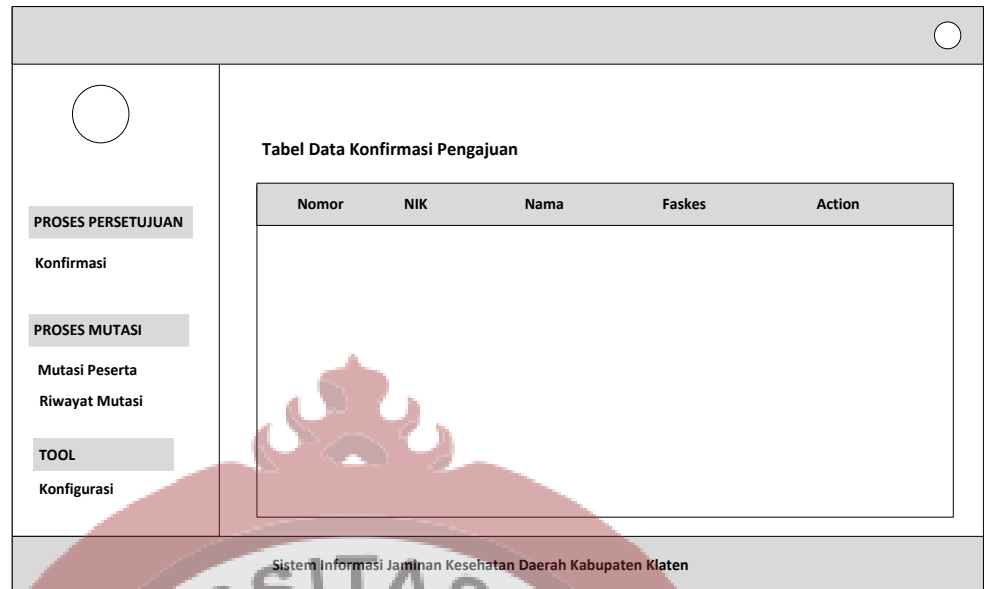 Tabel Data Konfirmasi Pengajuan
Nomor NIK Nama Faskes Action
PROSES PERSETUJUAN
Konfirmasi
PROSES MUTASI
Mutasi Peserta
Riwayat Mutasi
TOOL
Konfigurasi
Sistem Informasi Jaminan Kesehatan Daerah Kabupaten Klaten
SITAS